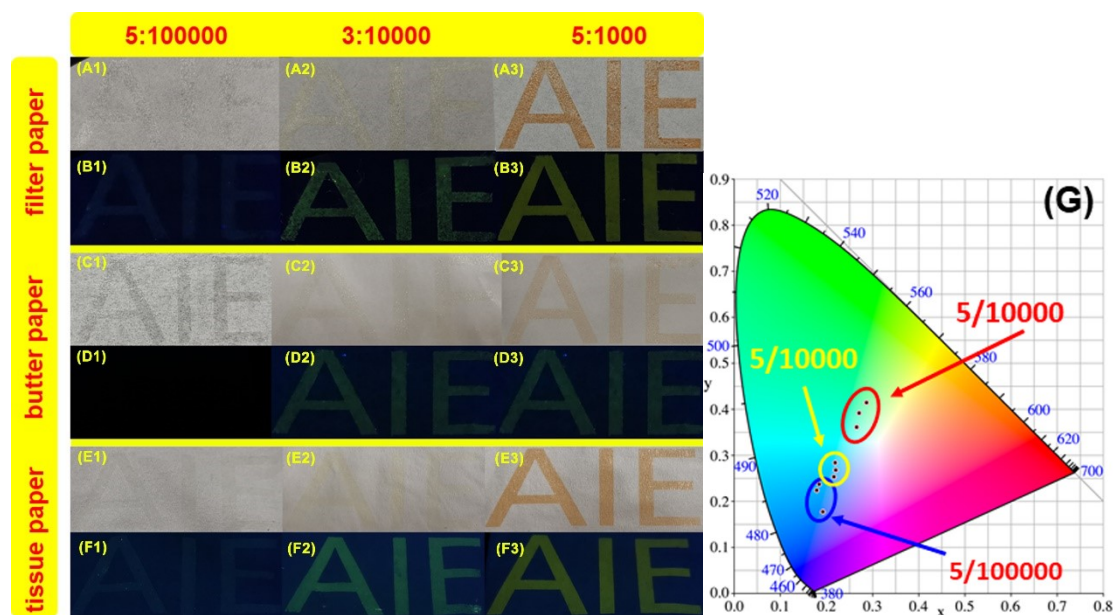 5:100000 3:10000 5:1000
filter paper
(A1) (A2) (A3)
AIE AIE AIE
(B1) (B2) (B3)
AIE AIE AIE
butter paper
(C1) (C2) (C3)
AIE AIE
(D1) (D2) (D3)
AIE AIE
tissue paper
(E1) (E2) (E3)
AIE AIE
(F1) (F2) (F3)
AIE AIE AIE
(G)
0.9
0.8
0.7
0.6
0.5
0.4
0.3
0.2
0.1
0.0
y
0.0 0.1 0.2 0.3 0.4 0.5 0.6 0.7 0.8
x
520
540
560
580
600
620
700
500
490
480
470
460
380
5/10000
5/10000
5/100000